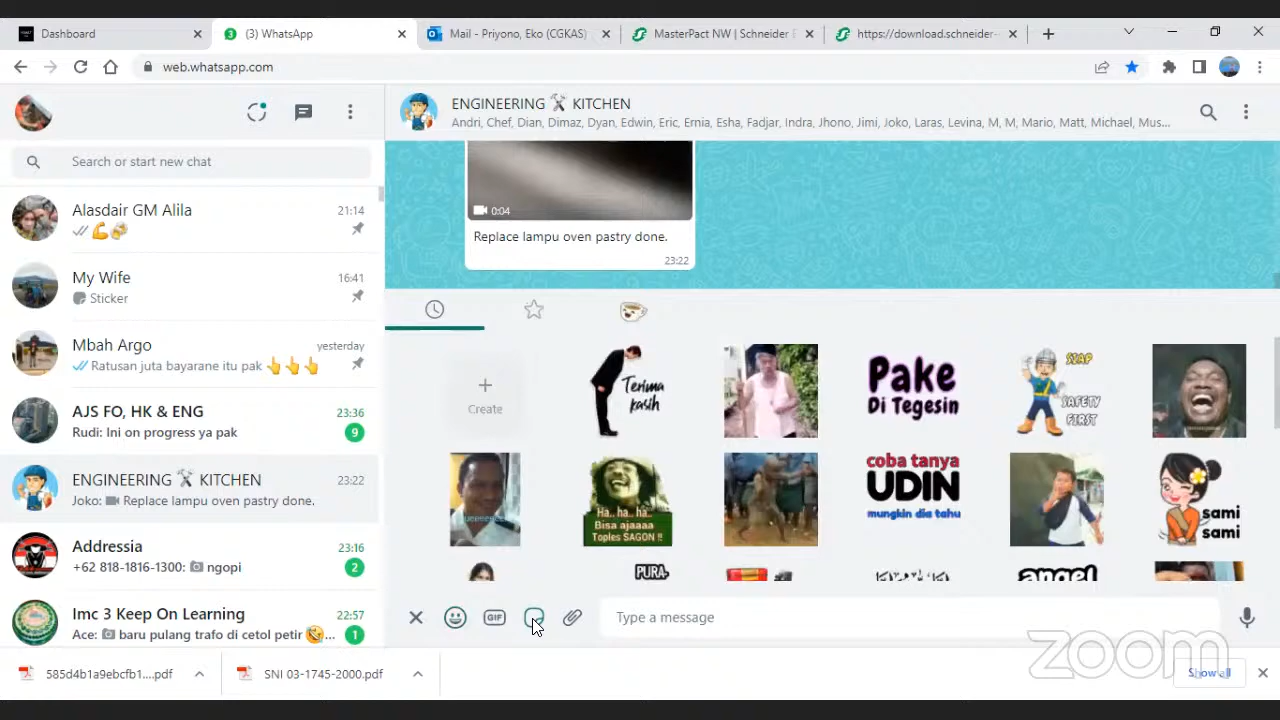 Dashboard
(3) WhatsApp
Mail - Priyono, Eko (CGKAS)
MasterPact NW | Schneider E
https://download.schneider-
web.whatsapp.com
ENGINEERING 🛠 KITCHEN
Andri, Chef, Dian, Dimaz, Dyan, Edwin, Eric, Ernia, Esha, Fadjar, Indra, Jhono, Jimi, Joko, Laras, Levina, M, M, Mario, Matt, Michael, Mus...
Search or start new chat
Alasdair GM Alila
21:14
💪🍻
My Wife
16:41
Sticker
Mbah Argo
yesterday
Ratusan juta bayarane itu pak 👆👆👆
AJS FO, HK & ENG
23:36
Rudi: Ini on progress ya pak
9
ENGINEERING 🛠 KITCHEN
23:22
Joko: Replace lampu oven pastry done.
Addressia
23:16
+62 818-1816-1300: ngopi
2
Imc 3 Keep On Learning
22:57
Ace: baru pulang trafo di cetol petir 🤣...
1
0:04
Replace lampu oven pastry done.
23:22
Create
Terima
kasih
Pake
Di Tegesin
SIAP
SAFETY
FIRST
Ha.. ha.. ha..
Bisa ajaaaa
Toples SAGON !!
coba tanya
UDIN
mungkin dia tahu
sami
sami
PURA-
angel
GIF
Type a message
zoom
585d4b1a9ebcfb1....pdf
SNI 03-1745-2000.pdf
Show all